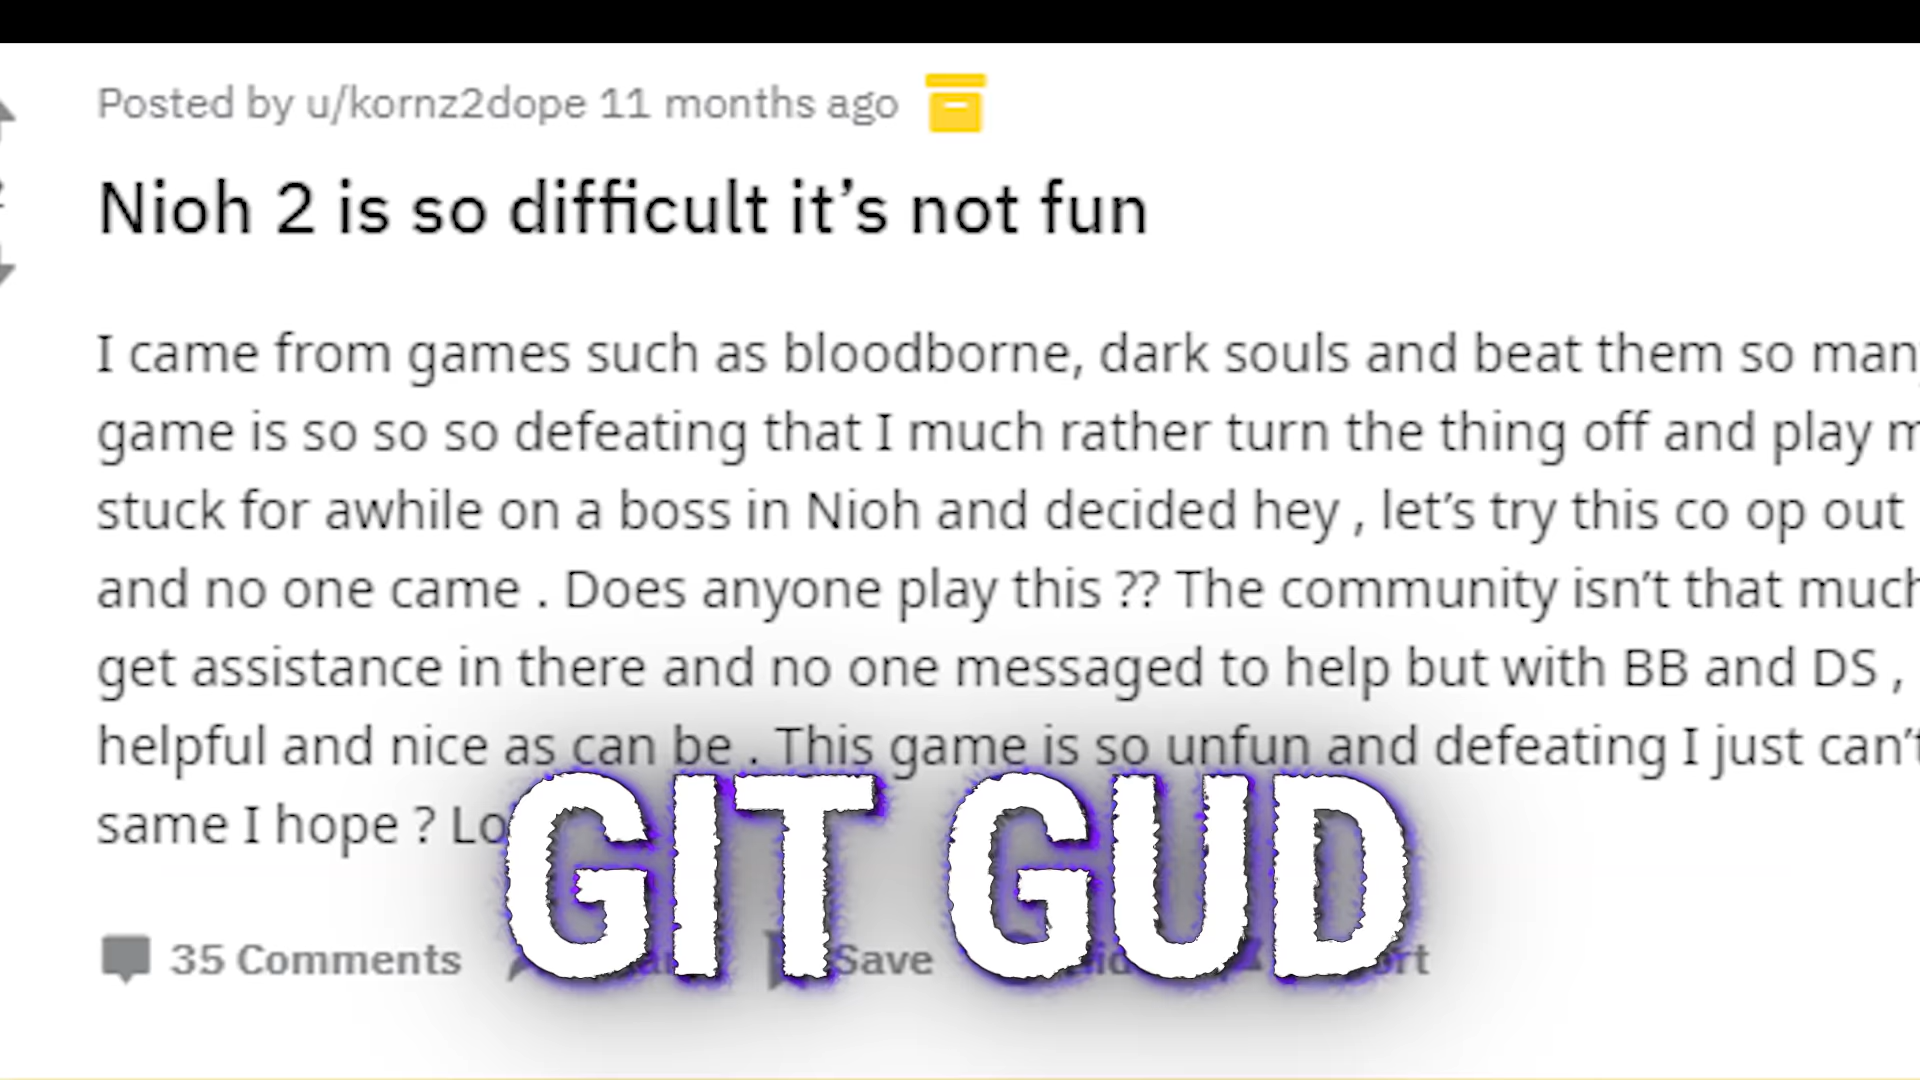 Posted by u/kornz2dope 11 months ago
Nioh 2 is so difficult it's not fun
I came from games such as bloodborne, dark souls and beat them so
game is so so so defeating that I much rather turn the thing off and play
stuck for awhile on a boss in Nioh and decided hey , let's try this co op out
and no one came . Does anyone play this ?? The community isn't that much
get assistance in there and no one messaged to help but with BB and DS ,
helpful and nice as can be . This game is so unfun and defeating I just can't
same I hope ?
GIT GUD
35 Comments Save